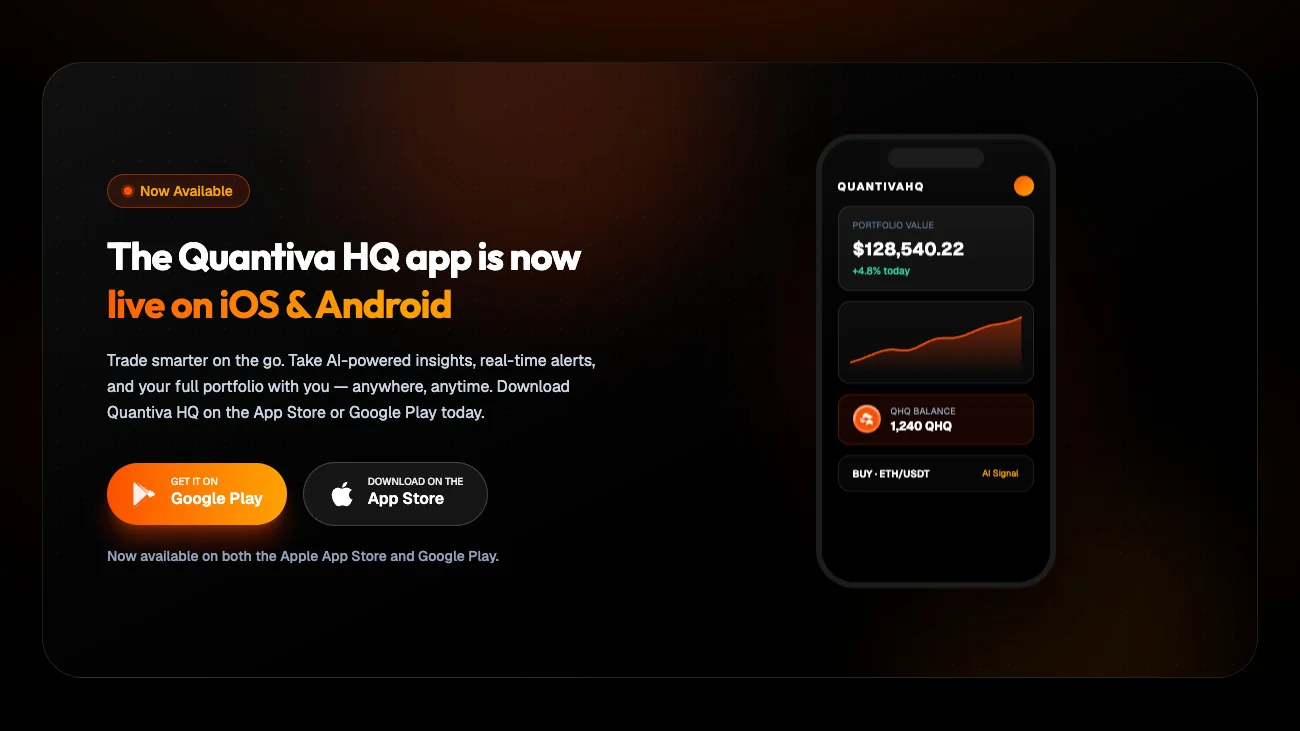 Now Available
The Quantiva HQ app is now
live on iOS & Android
Trade smarter on the go. Take AI-powered insights, real-time alerts,
and your full portfolio with you — anywhere, anytime. Download
Quantiva HQ on the App Store or Google Play today.
GET IT ON
Google Play
DOWNLOAD ON THE
App Store
Now available on both the Apple App Store and Google Play.
QUANTIVAHQ
PORTFOLIO VALUE
$128,540.22
+4.8% today
QHQ BALANCE
1,240 QHQ
BUY · ETH/USDT
AI Signal